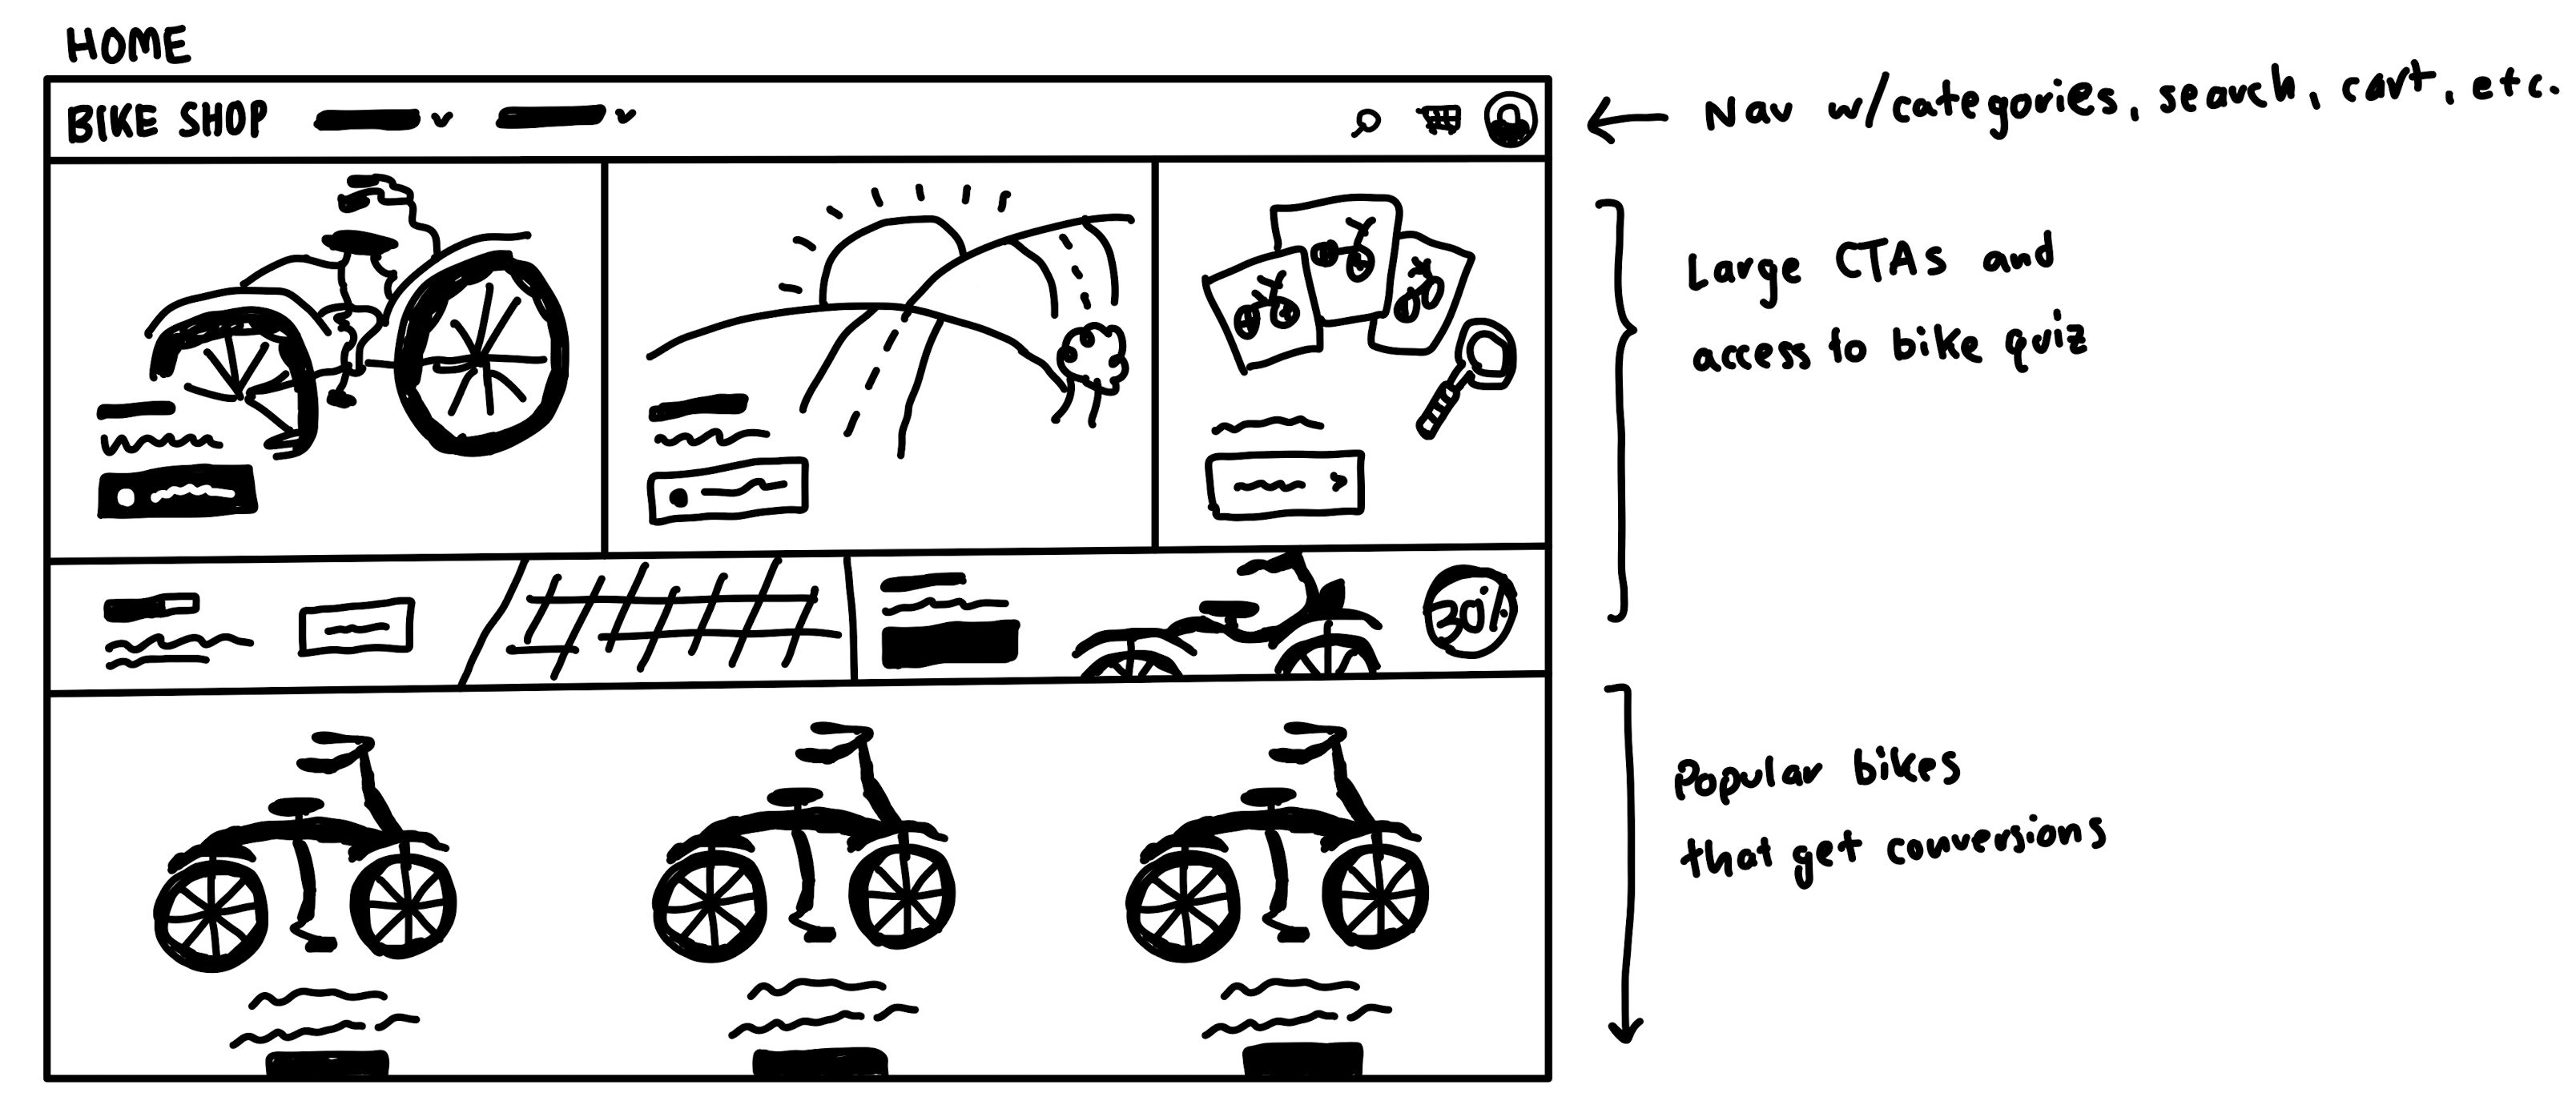 HOME
BIKE SHOP
Nav w/categories, search, cart, etc.
Large CTAs and
access to bike quiz
30%
Popular bikes
that get conversions